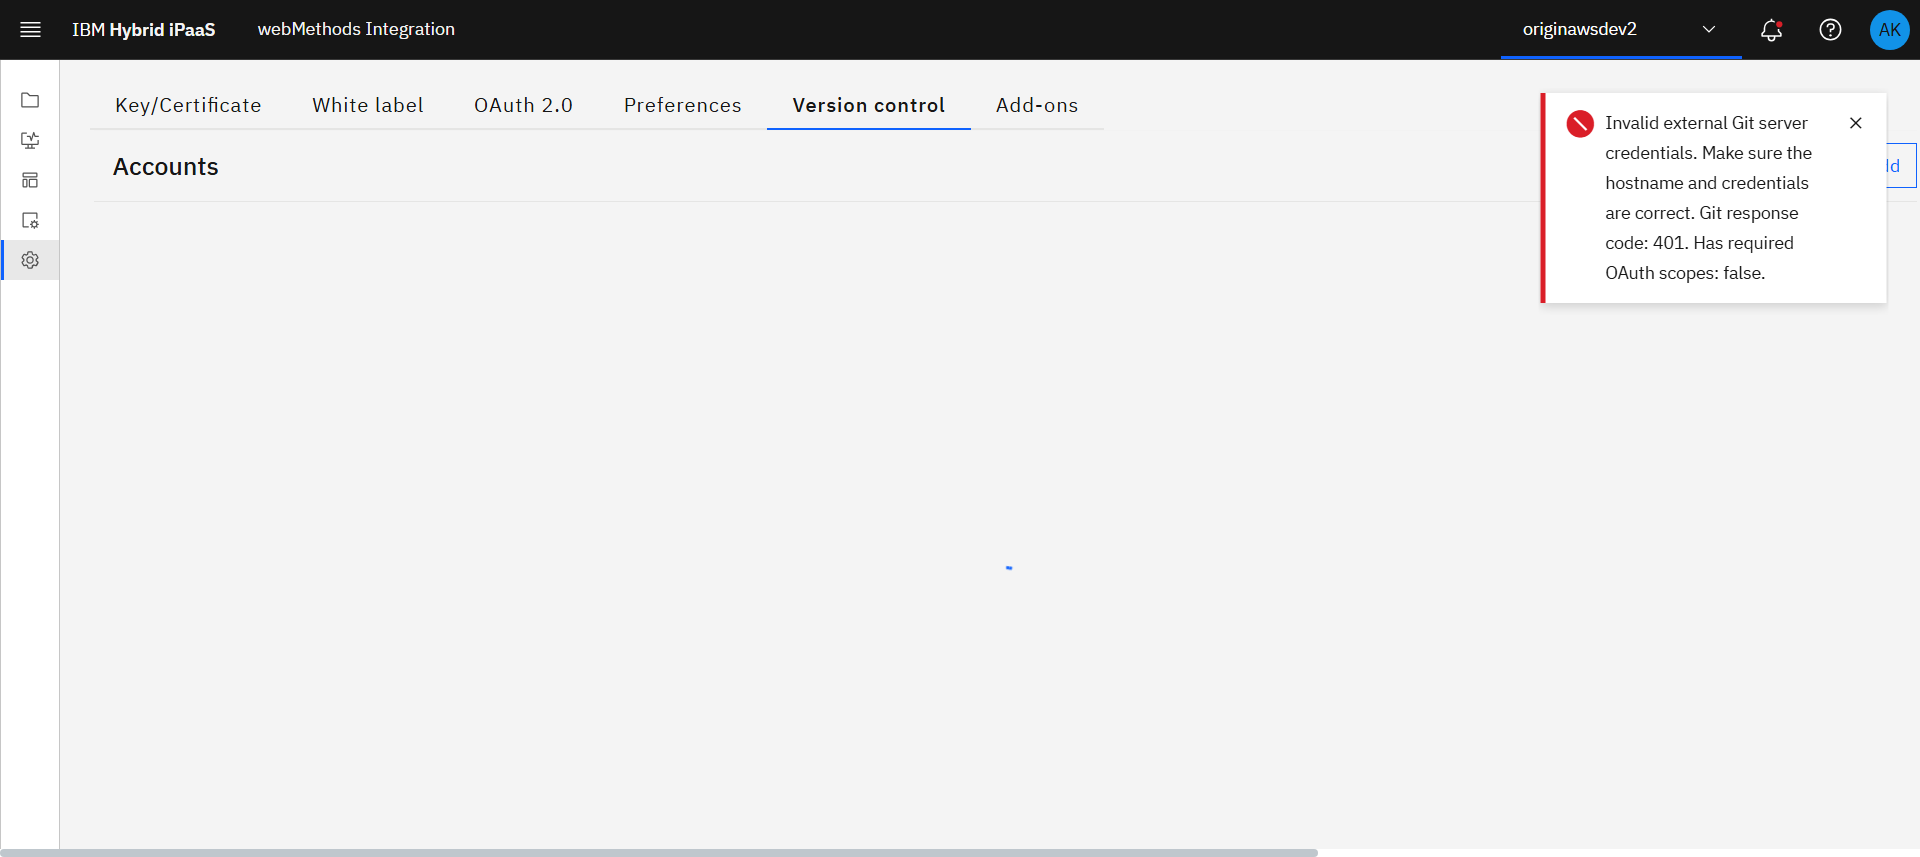 IBM Hybrid iPaaS
webMethods Integration
originawsdev2
AK
Key/Certificate
White label
OAuth 2.0
Preferences
Version control
Add-ons
Accounts
Invalid external Git server
credentials. Make sure the
hostname and credentials
are correct. Git response
code: 401. Has required
OAuth scopes: false.